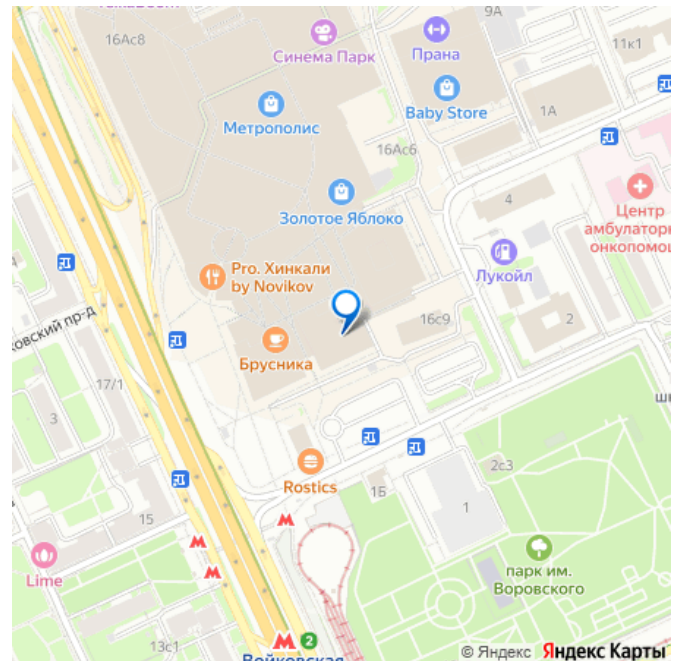 16Ас8
Синема Парк
Прана
9А
11к1
Метрополис
Baby Store
1А
16Ас6
4
Золотое Яблоко
Центр
амбулаторн
онкопомощ
Лукойл
Pro. Хинкали
by Novikov
16с9
2
ковский пр-д
Брусника
17/1
3
ш
2с3
Rostics
1Б
1
15
Lime
парк им.
Воровского
13с1
Войковская
2
© Яндекс Яндекс Карты